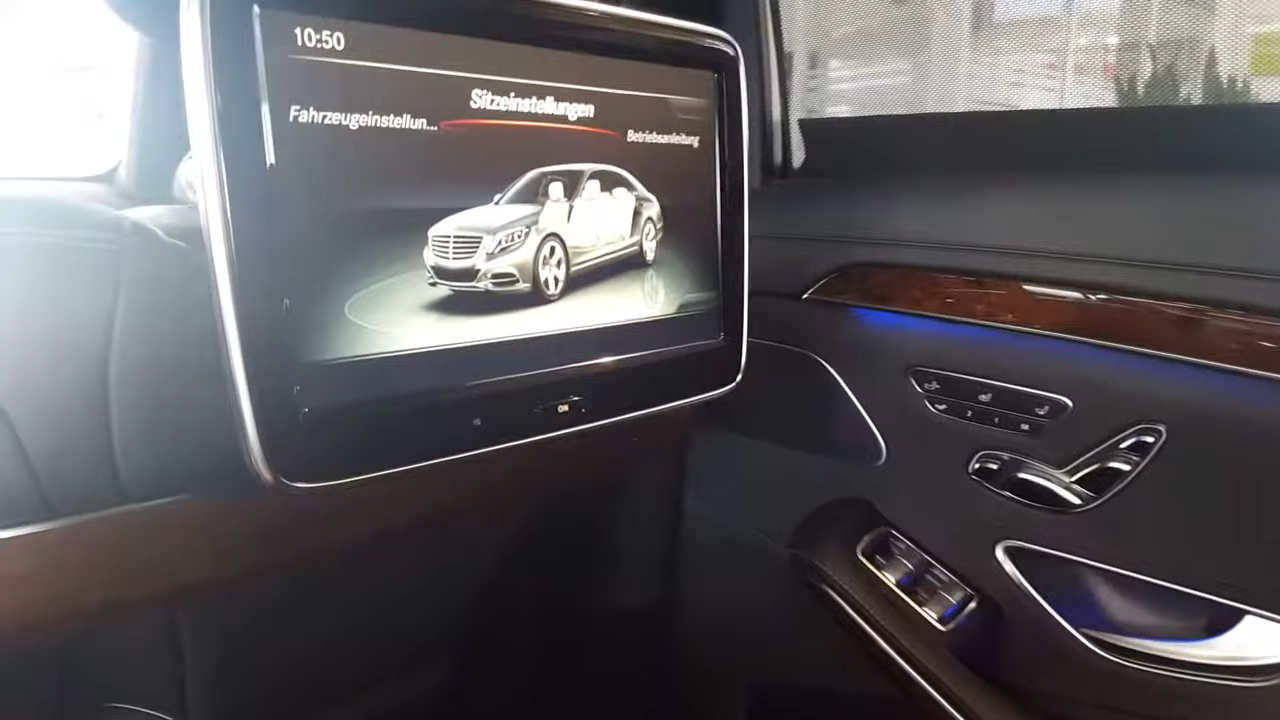 10:50
Sitzeinstellungen
Fahrzeugeinstellun...
Betriebsanleitung
ON